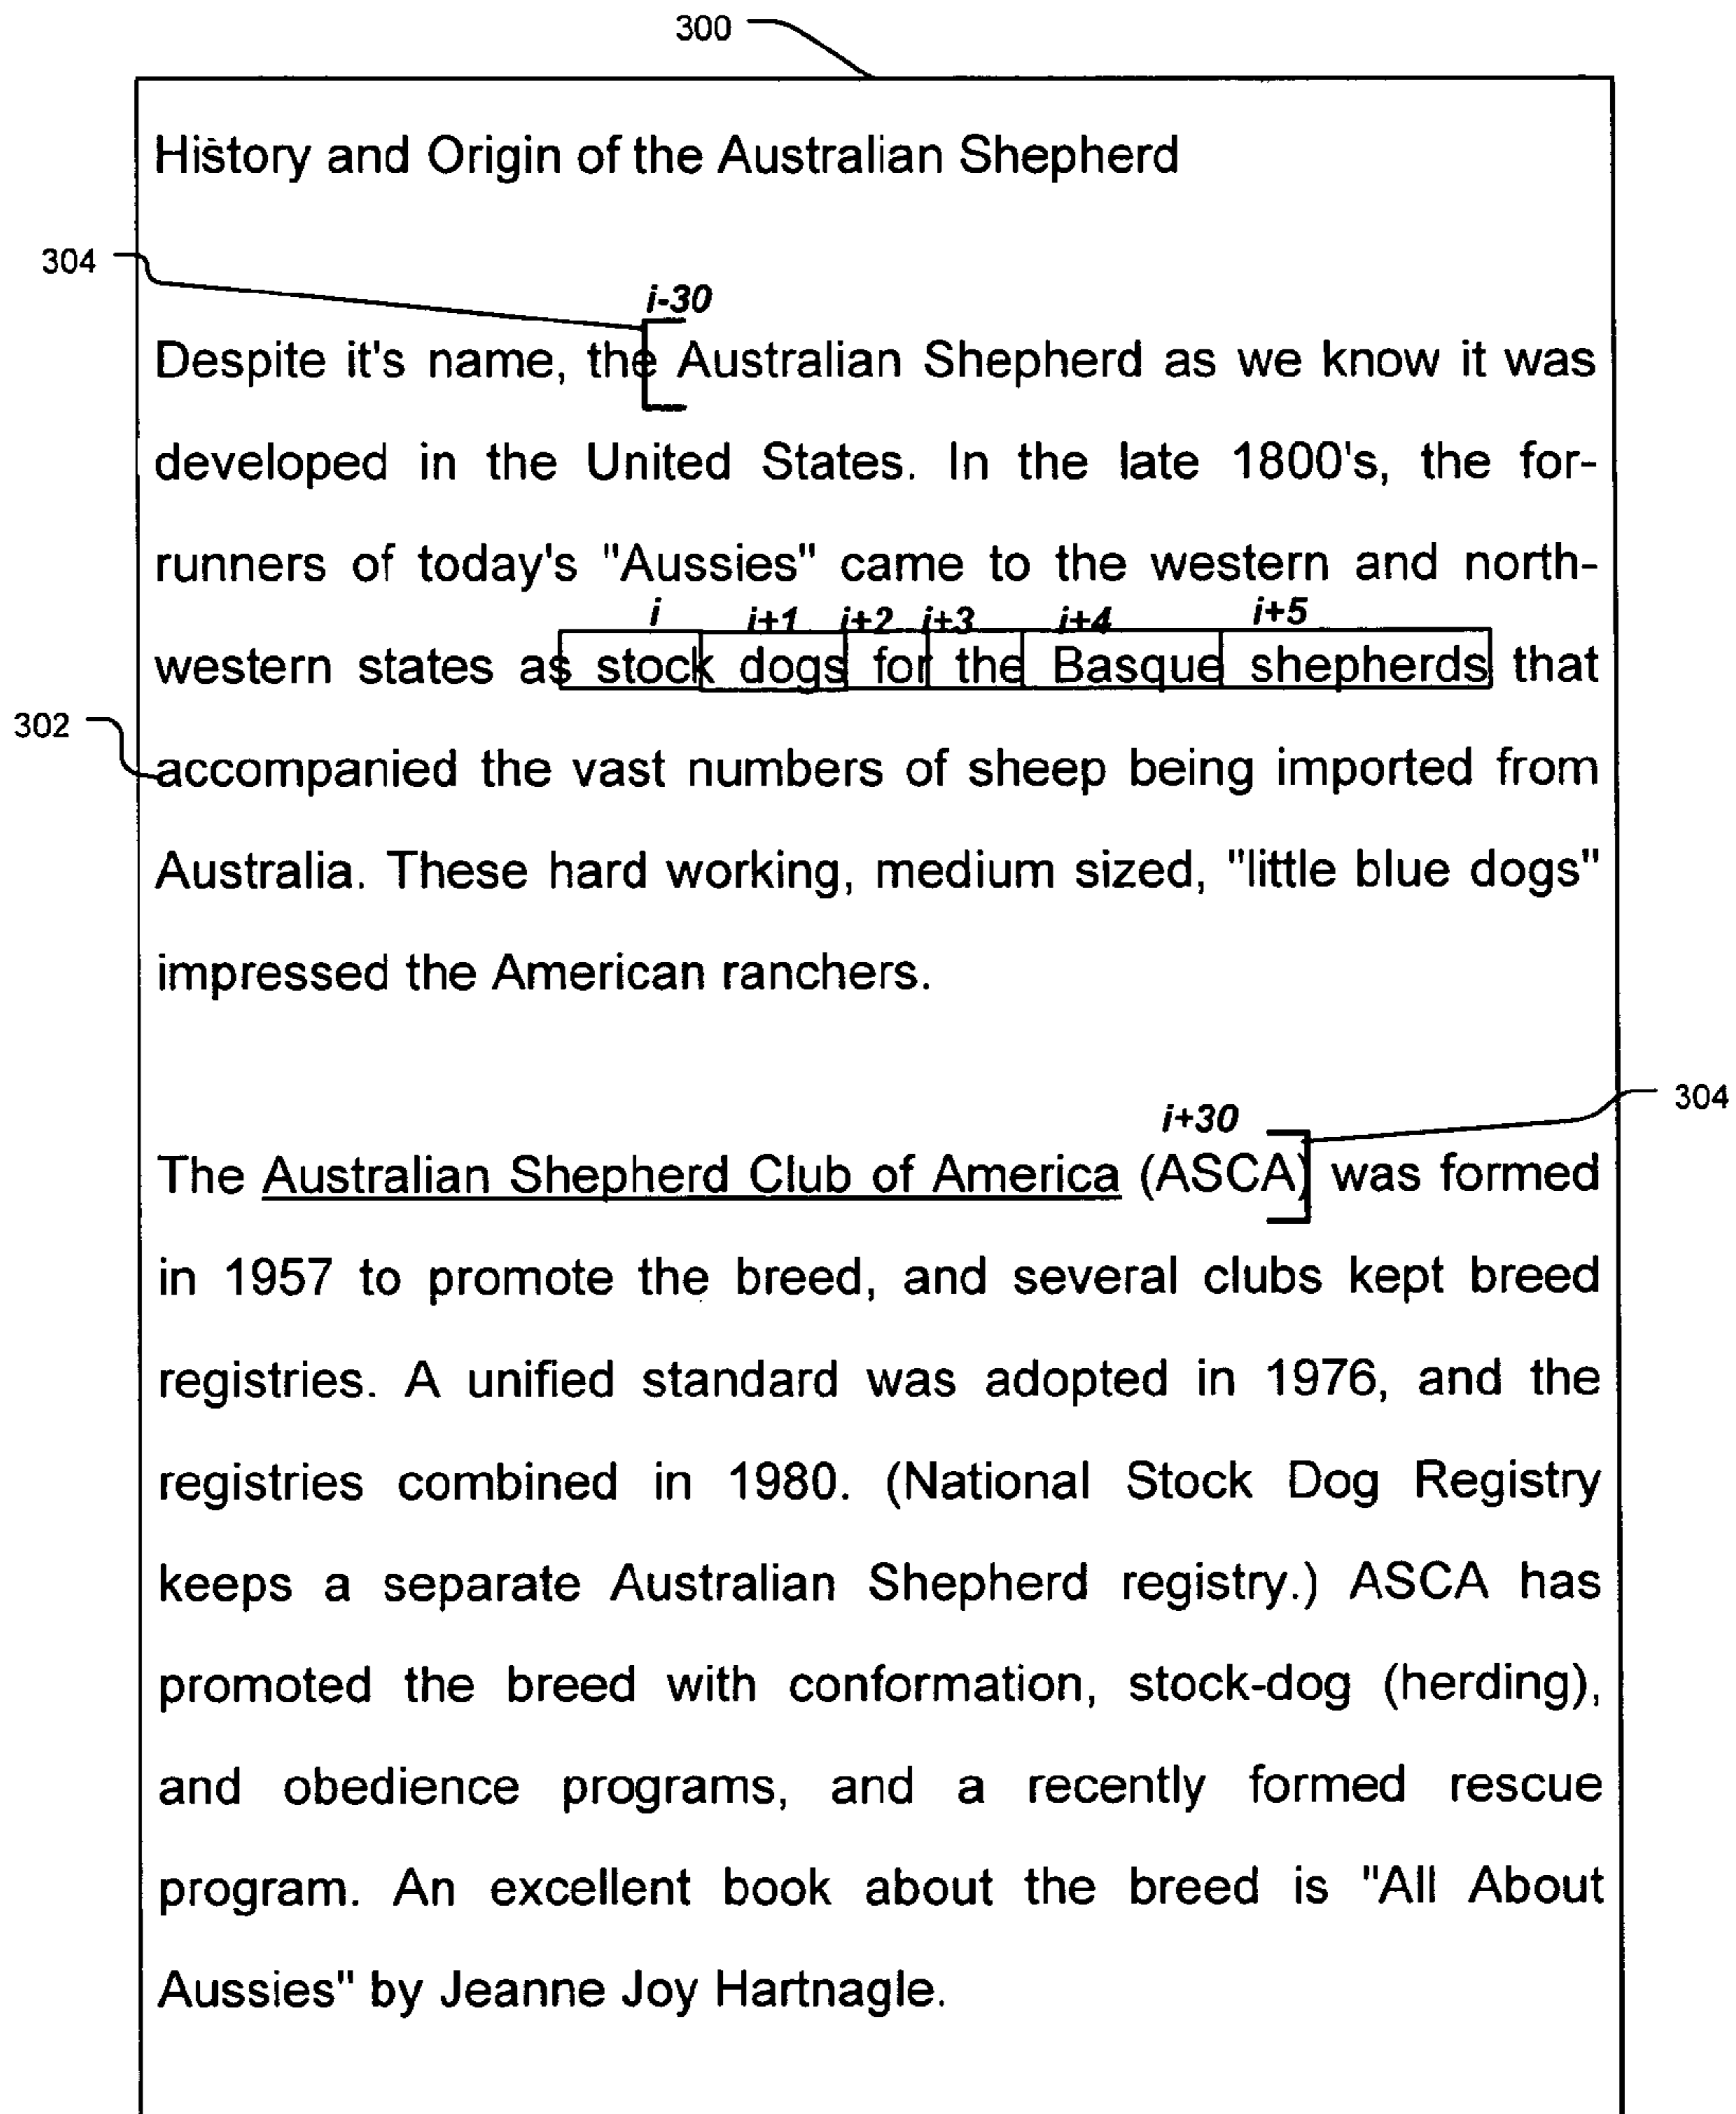 300
History and Origin of the Australian Shepherd
304
i-30
Despite it's name, the Australian Shepherd as we know it was
developed in the United States. In the late 1800's, the for-
runners of today's "Aussies" came to the western and north-
i i+1 i+2 i+3 i+4 i+5
western states as stock dogs for the Basque shepherds that
302
accompanied the vast numbers of sheep being imported from
Australia. These hard working, medium sized, "little blue dogs"
impressed the American ranchers.
304
i+30
The Australian Shepherd Club of America (ASCA) was formed
in 1957 to promote the breed, and several clubs kept breed
registries. A unified standard was adopted in 1976, and the
registries combined in 1980. (National Stock Dog Registry
keeps a separate Australian Shepherd registry.) ASCA has
promoted the breed with conformation, stock-dog (herding),
and obedience programs, and a recently formed rescue
program. An excellent book about the breed is "All About
Aussies" by Jeanne Joy Hartnagle.